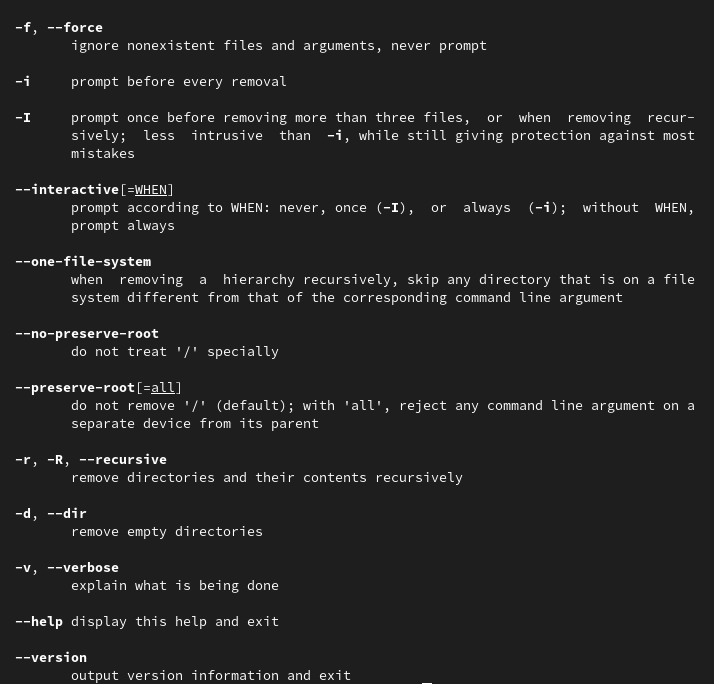 -f, --force
ignore nonexistent files and arguments, never prompt
-i prompt before every removal
-I prompt once before removing more than three files, or when removing recur-
sively; less intrusive than -i, while still giving protection against most
mistakes
--interactive[=WHEN]
prompt according to WHEN: never, once (-I), or always (-i); without WHEN,
prompt always
--one-file-system
when removing a hierarchy recursively, skip any directory that is on a file
system different from that of the corresponding command line argument
--no-preserve-root
do not treat '/' specially
--preserve-root[=all]
do not remove '/' (default); with 'all', reject any command line argument on a
separate device from its parent
-r, -R, --recursive
remove directories and their contents recursively
-d, --dir
remove empty directories
-v, --verbose
explain what is being done
--help display this help and exit
--version
output version information and exit